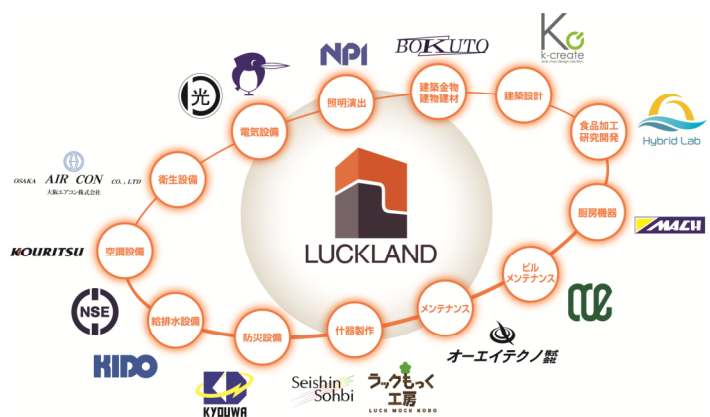 NPI
BOKUTO
K
k-create
one stop design solution.
光
照明演出
建築金物
建物建材
建築設計
電気設備
食品加工
研究開発
Hybrid Lab
OSAKA AIR CON CO.,LTD
大阪エアコン株式会社
衛生設備
LUCKLAND
厨房機器
MACH
KOURITSU
空調設備
ビル
メンテナンス
NSE
給排水設備
防災設備
什器製作
メンテナンス
オーエイテクノ株式会社
KIDO
KYOUWA
Seishin
Sohbi
ラックもっく
工房
LUCK MOCK KOBO